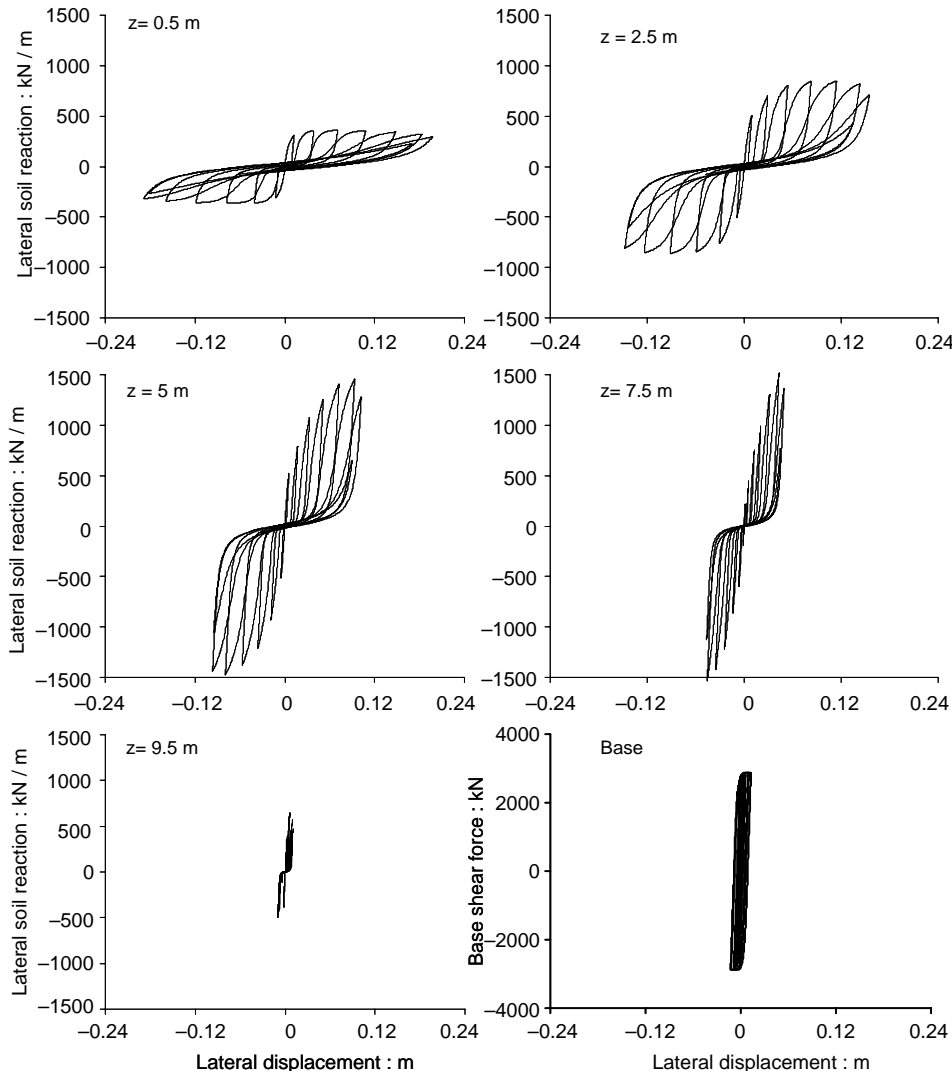 z= 0.5 m
1500
1000
500
0
–500
–1000
–1500
–0.24 –0.12 0 0.12 0.24
Lateral soil reaction : kN / m
z = 2.5 m
1500
1000
500
0
–500
–1000
–1500
–0.24 –0.12 0 0.12 0.24
z = 5 m
1500
1000
500
0
–500
–1000
–1500
–0.24 –0.12 0 0.12 0.24
Lateral soil reaction : kN / m
z= 7.5 m
1500
1000
500
0
–500
–1000
–1500
–0.24 –0.12 0 0.12 0.24
z= 9.5 m
1500
1000
500
0
–500
–1000
–1500
–0.24 –0.12 0 0.12 0.24
Lateral soil reaction : kN / m
Lateral displacement : m
Base
4000
2000
0
–2000
–4000
–0.24 –0.12 0 0.12 0.24
Base shear force : kN
Lateral displacement : m